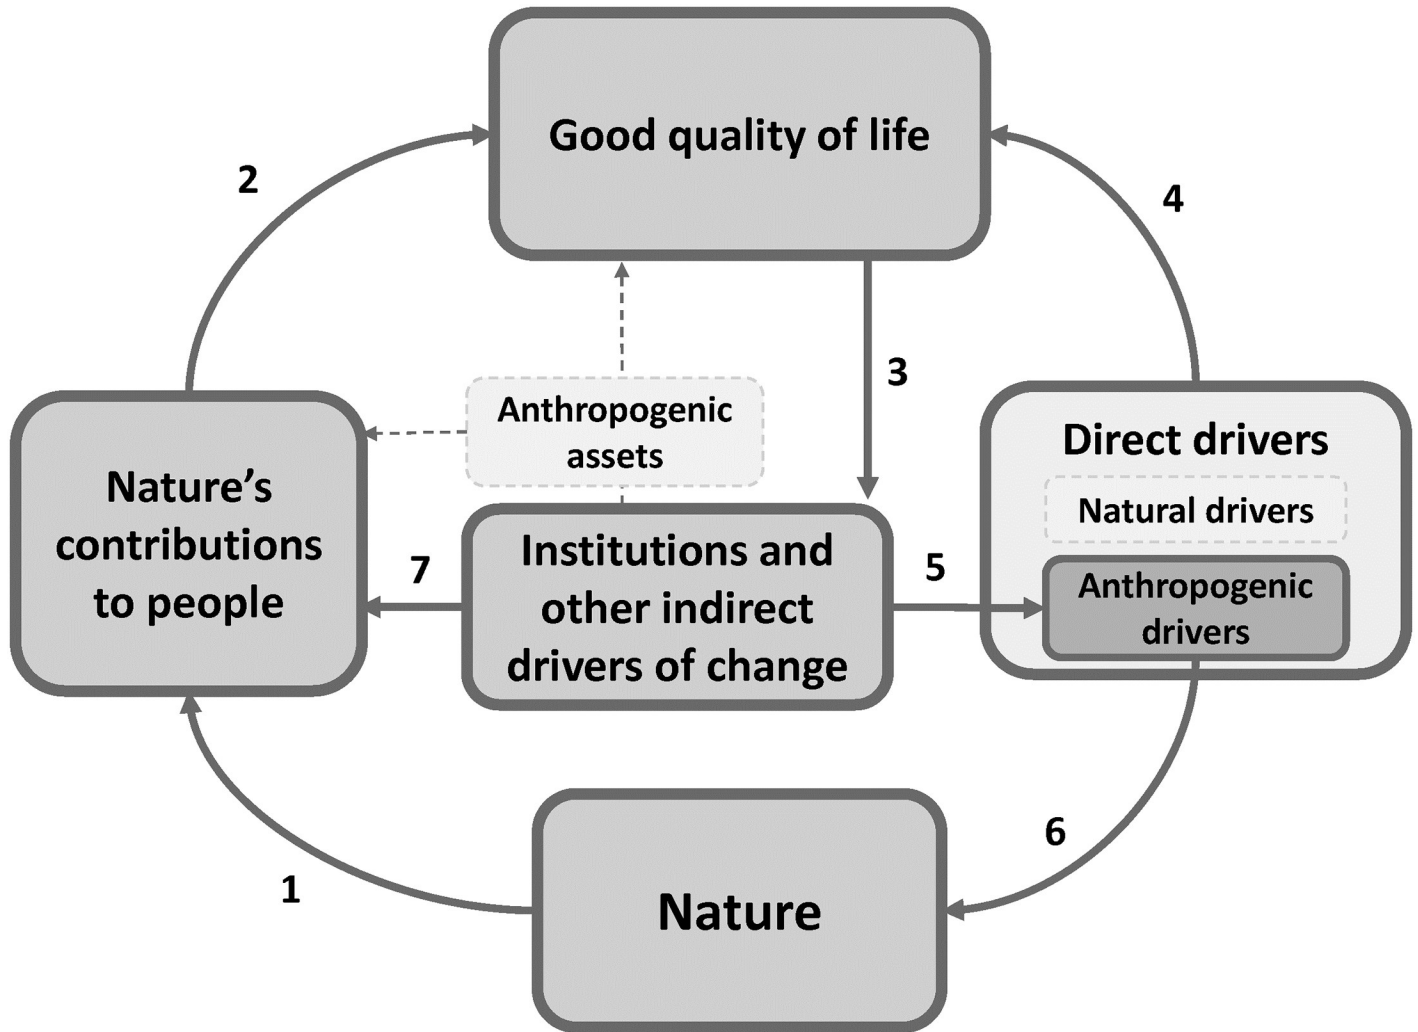 Good quality of life
2
4
3
Anthropogenic
assets
Direct drivers
Natural drivers
Anthropogenic
drivers
Nature’s
contributions
to people
7
Institutions and
other indirect
drivers of change
5
6
1
Nature